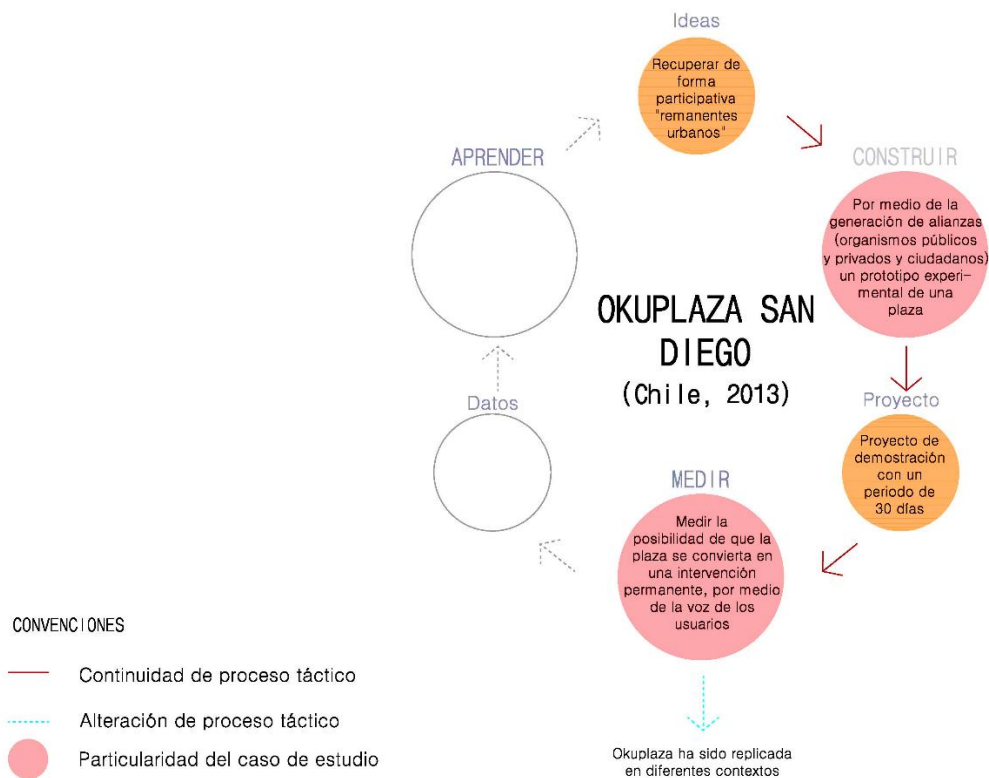 Ideas
Recuperar de
forma
participativa
"remanentes
urbanos"
APRENDER
CONSTRUIR
Por medio de la
generación de alianzas
(organismos públicos
y privados y ciudadanos)
un prototipo experi-
mental de una
plaza
OKUPLAZA SAN
DIEGO
(Chile, 2013)
Datos
Proyecto
Proyecto de
demostración
con un
periodo de
30 días
MEDIR
Medir la
posibilidad de que la
plaza se convierta en
una intervención
permanente, por medio
de la voz de los
usuarios
CONVENCIONES
Continuidad de proceso táctico
Alteración de proceso táctico
Particularidad del caso de estudio
Okuplaza ha sido replicada
en diferentes contextos